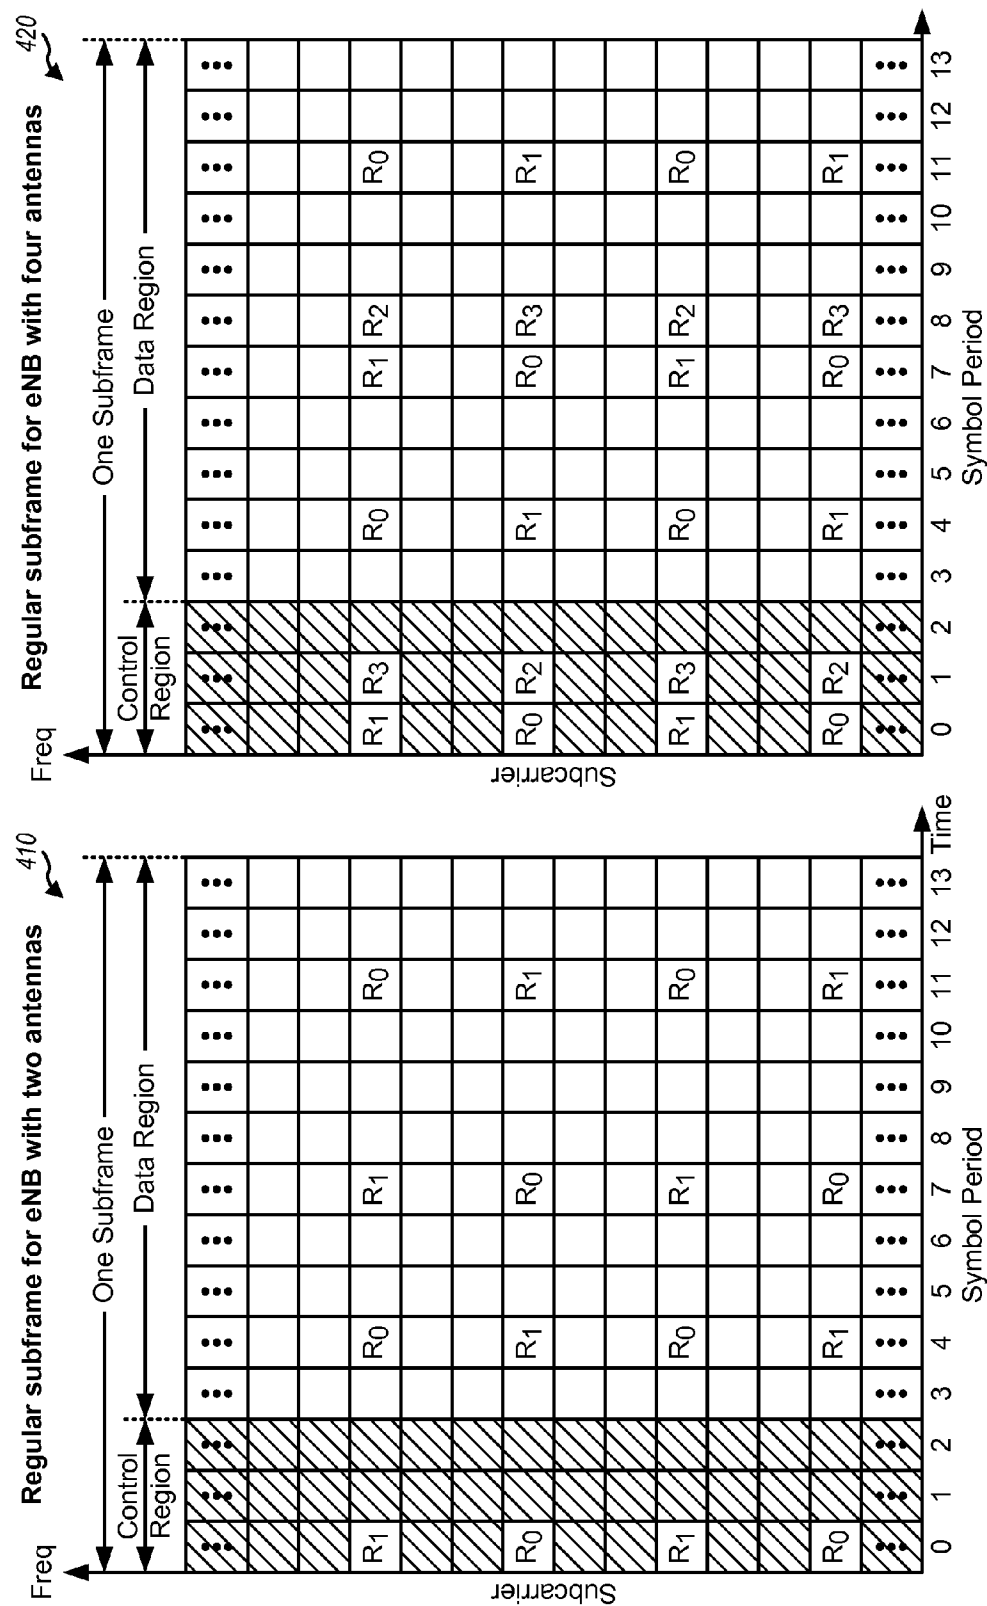 Regular subframe for eNB with two antennas
410
Freq
One Subframe
Control Region
Data Region
Subcarrier
R0 R1 R0 R1
R1 R0 R1 R0
R0 R1 R0 R1
R1 R0 R1 R0
0 1 2 3 4 5 6 7 8 9 10 11 12 13
Time
Symbol Period
Regular subframe for eNB with four antennas
420
Freq
One Subframe
Control Region
Data Region
Subcarrier
R1 R3 R0 R1 R2 R0
R0 R2 R1 R0 R3 R1
R1 R3 R0 R1 R2 R0
R0 R2 R1 R0 R3 R1
0 1 2 3 4 5 6 7 8 9 10 11 12 13
Symbol Period